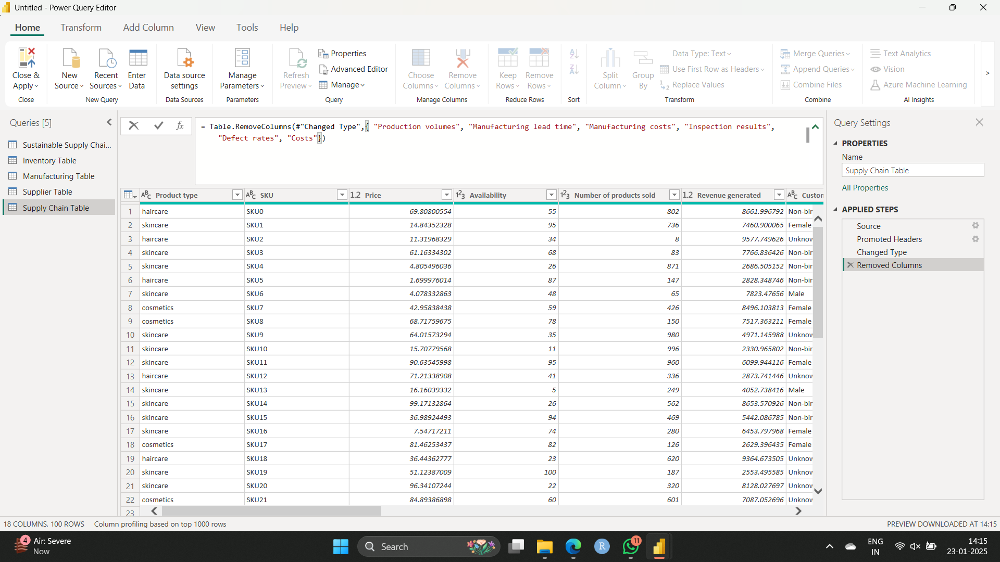 Untitled - Power Query Editor
Home Transform Add Column View Tools Help
Close & Apply
Close
New Source
Recent Sources
Enter Data
New Query
Data source settings
Data Sources
Manage Parameters
Parameters
Refresh Preview
Properties
Advanced Editor
Manage
Query
Choose Columns
Remove Columns
Manage Columns
Keep Rows
Remove Rows
Reduce Rows
Sort
Split Column
Group By
Data Type: Text
Use First Row as Headers
Replace Values
Transform
Merge Queries
Append Queries
Combine Files
Combine
Text Analytics
Vision
Azure Machine Learning
AI Insights
Queries [5]
Sustainable Supply Chai...
Inventory Table
Manufacturing Table
Supplier Table
Supply Chain Table
fx
= Table.RemoveColumns(#"Changed Type",{ "Production volumes", "Manufacturing lead time", "Manufacturing costs", "Inspection results",
"Defect rates", "Costs"})
ABC Product type ABC SKU 1.2 Price 123 Availability 123 Number of products sold 1.2 Revenue generated ABC Custon
1 haircare SKU0 69.80800554 55 802 8661.996792 Non-bir
2 skincare SKU1 14.84352328 95 736 7460.900065 Female
3 haircare SKU2 11.31968329 34 8 9577.749626 Unknow
4 skincare SKU3 61.16334302 68 83 7766.836426 Non-bir
5 skincare SKU4 4.805496036 26 871 2686.505152 Non-bir
6 haircare SKU5 1.699976014 87 147 2828.348746 Non-bir
7 skincare SKU6 4.078332863 48 65 7823.47656 Male
8 cosmetics SKU7 42.95838438 59 426 8496.103813 Female
9 cosmetics SKU8 68.71759675 78 150 7517.363211 Female
10 skincare SKU9 64.01573294 35 980 4971.145988 Unknow
11 skincare SKU10 15.70779568 11 996 2330.965802 Non-bir
12 skincare SKU11 90.63545998 95 960 6099.944116 Female
13 haircare SKU12 71.21338908 41 336 2873.741446 Unknow
14 skincare SKU13 16.16039332 5 249 4052.738416 Male
15 skincare SKU14 99.17132864 26 562 8653.570926 Non-bir
16 skincare SKU15 36.98924493 94 469 5442.086785 Non-bir
17 skincare SKU16 7.54717211 74 280 6453.797968 Female
18 cosmetics SKU17 81.46253437 82 126 2629.396435 Female
19 haircare SKU18 36.44362777 23 620 9364.673505 Unknow
20 skincare SKU19 51.12387009 100 187 2553.495585 Unknow
21 skincare SKU20 96.34107244 22 320 8128.027697 Unknow
22 cosmetics SKU21 84.89386898 60 601 7087.052696 Unknow
23
Query Settings
PROPERTIES
Name
Supply Chain Table
All Properties
APPLIED STEPS
Source
Promoted Headers
Changed Type
Removed Columns
18 COLUMNS, 100 ROWS Column profiling based on top 1000 rows PREVIEW DOWNLOADED AT 14:15
4 Air: Severe
Now
Search
R
11
ENG
IN
14:15
23-01-2025